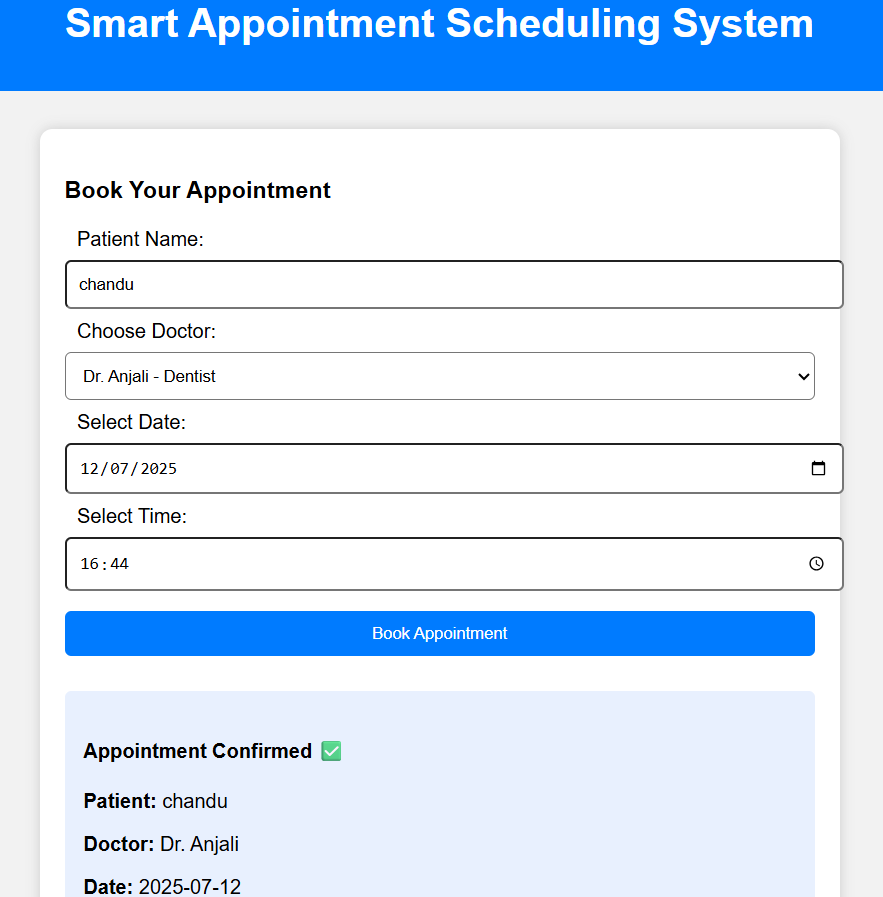 Smart Appointment Scheduling System
Book Your Appointment
Patient Name:
chandu
Choose Doctor:
Dr. Anjali - Dentist
Select Date:
12/07/2025
Select Time:
16:44
Book Appointment
Appointment Confirmed ✅
Patient: chandu
Doctor: Dr. Anjali
Date: 2025-07-12